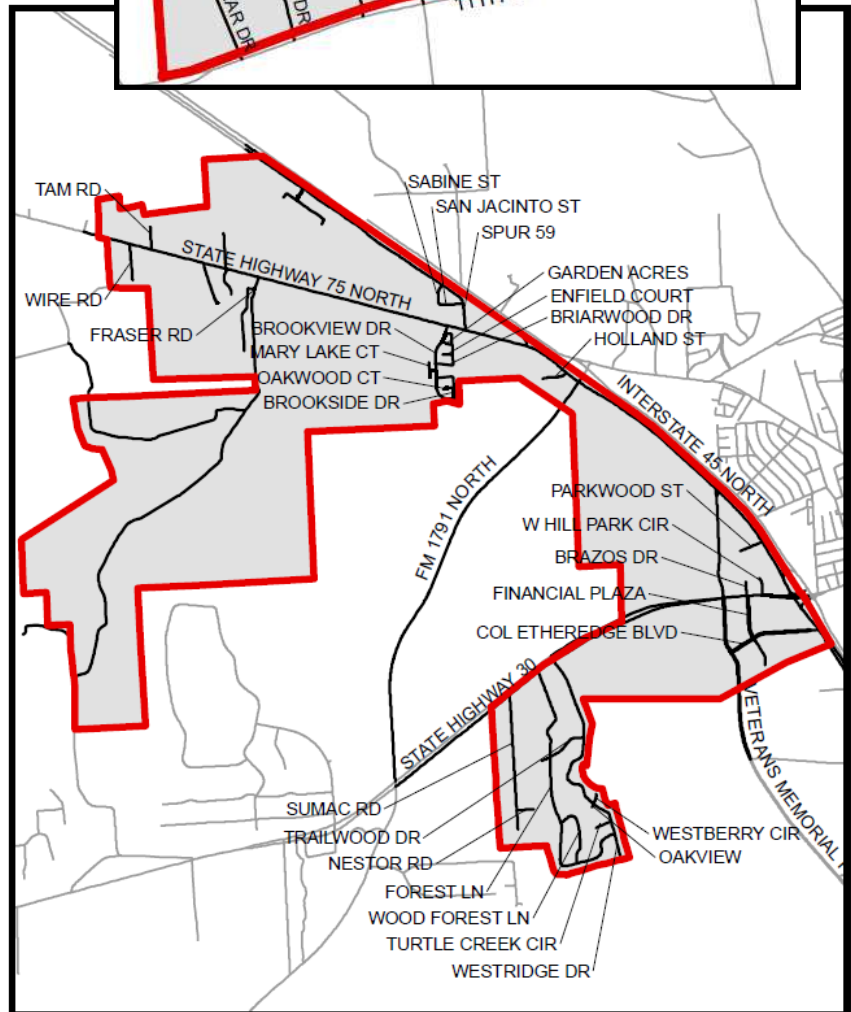 AR DR
DR
TAM RD
SABINE ST
SAN JACINTO ST
SPUR 59
STATE HIGHWAY 75 NORTH
GARDEN ACRES
WIRE RD
ENFIELD COURT
BRIARWOOD DR
FRASER RD
BROOKVIEW DR
HOLLAND ST
MARY LAKE CT
OAKWOOD CT
BROOKSIDE DR
INTERSTATE 45 NORTH
FM 1791 NORTH
PARKWOOD ST
W HILL PARK CIR
BRAZOS DR
FINANCIAL PLAZA
COL ETHEREDGE BLVD
STATE HIGHWAY 30
VETERANS MEMORIAL
SUMAC RD
TRAILWOOD DR
WESTBERRY CIR
NESTOR RD
OAKVIEW
FOREST LN
WOOD FOREST LN
TURTLE CREEK CIR
WESTRIDGE DR